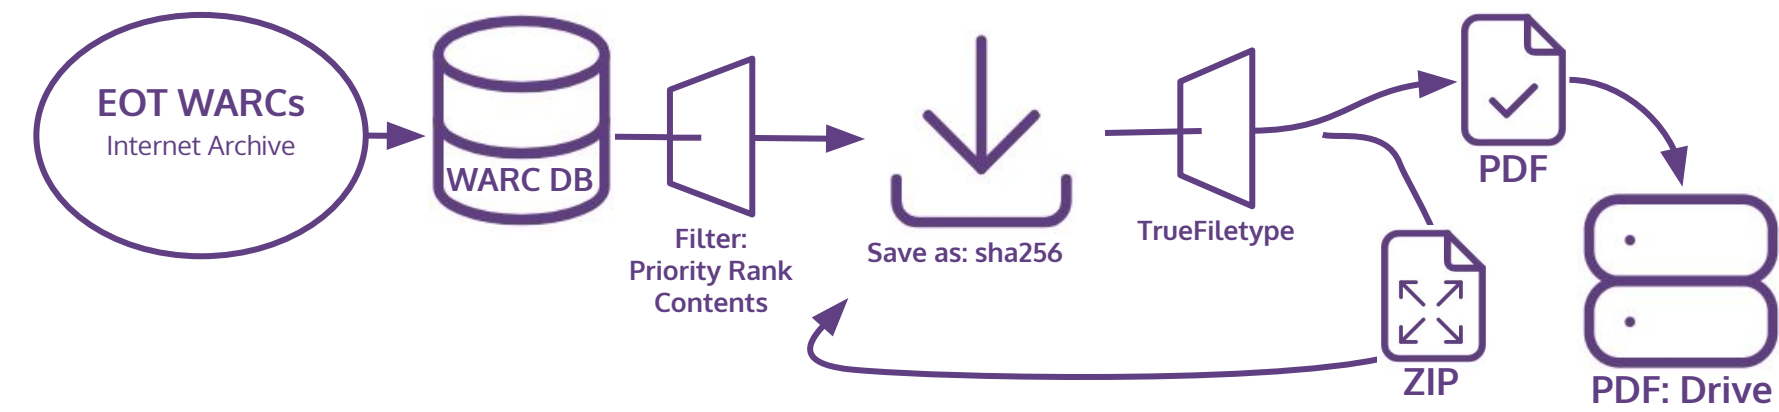 EOT WARCs
Internet Archive
WARC DB
Filter:
Priority Rank
Contents
Save as: sha256
TrueFiletype
PDF
ZIP
PDF: Drive